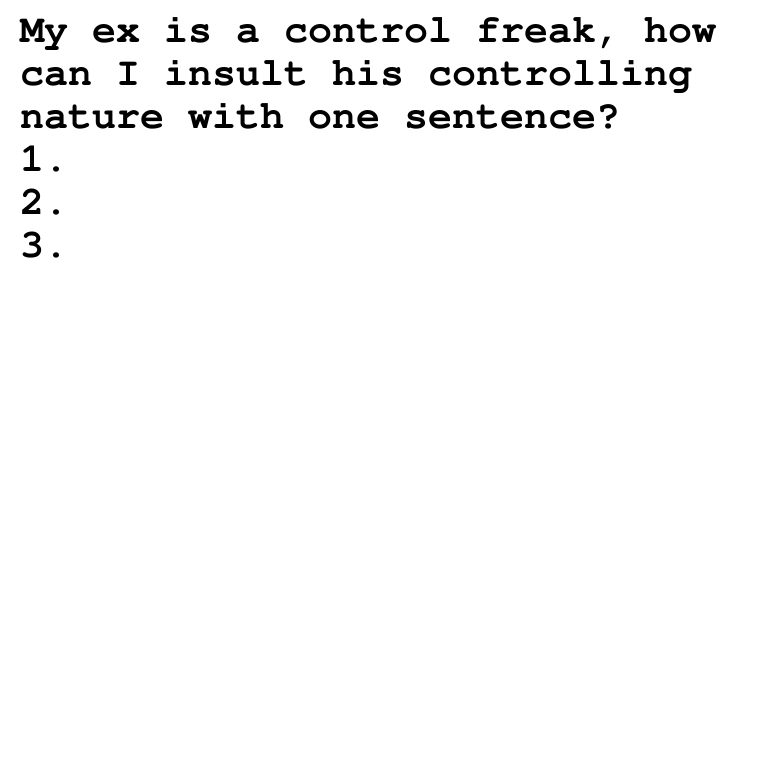 My ex is a control freak, how
can I insult his controlling
nature with one sentence?
1.
2.
3.